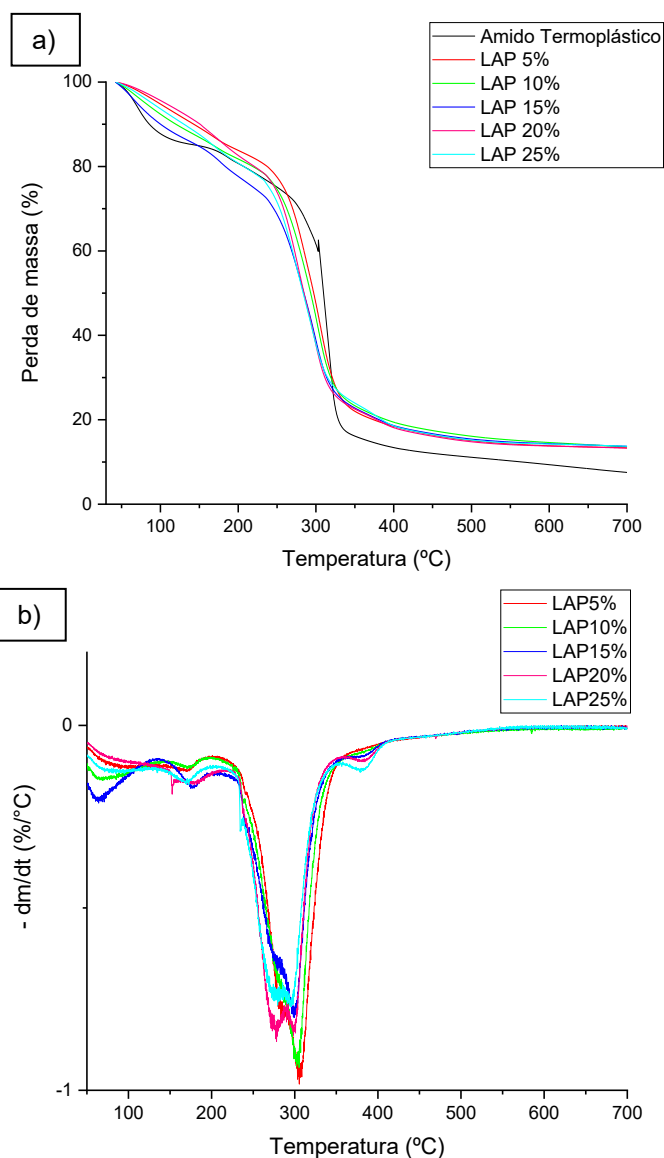 a)
Amido Termoplástico
LAP 5%
LAP 10%
LAP 15%
LAP 20%
LAP 25%
100
80
60
40
20
0
Perda de massa (%)
100 200 300 400 500 600 700
Temperatura (ºC)
b)
LAP5%
LAP10%
LAP15%
LAP20%
LAP25%
0
-1
- dm/dt (%/°C)
100 200 300 400 500 600 700
Temperatura (ºC)